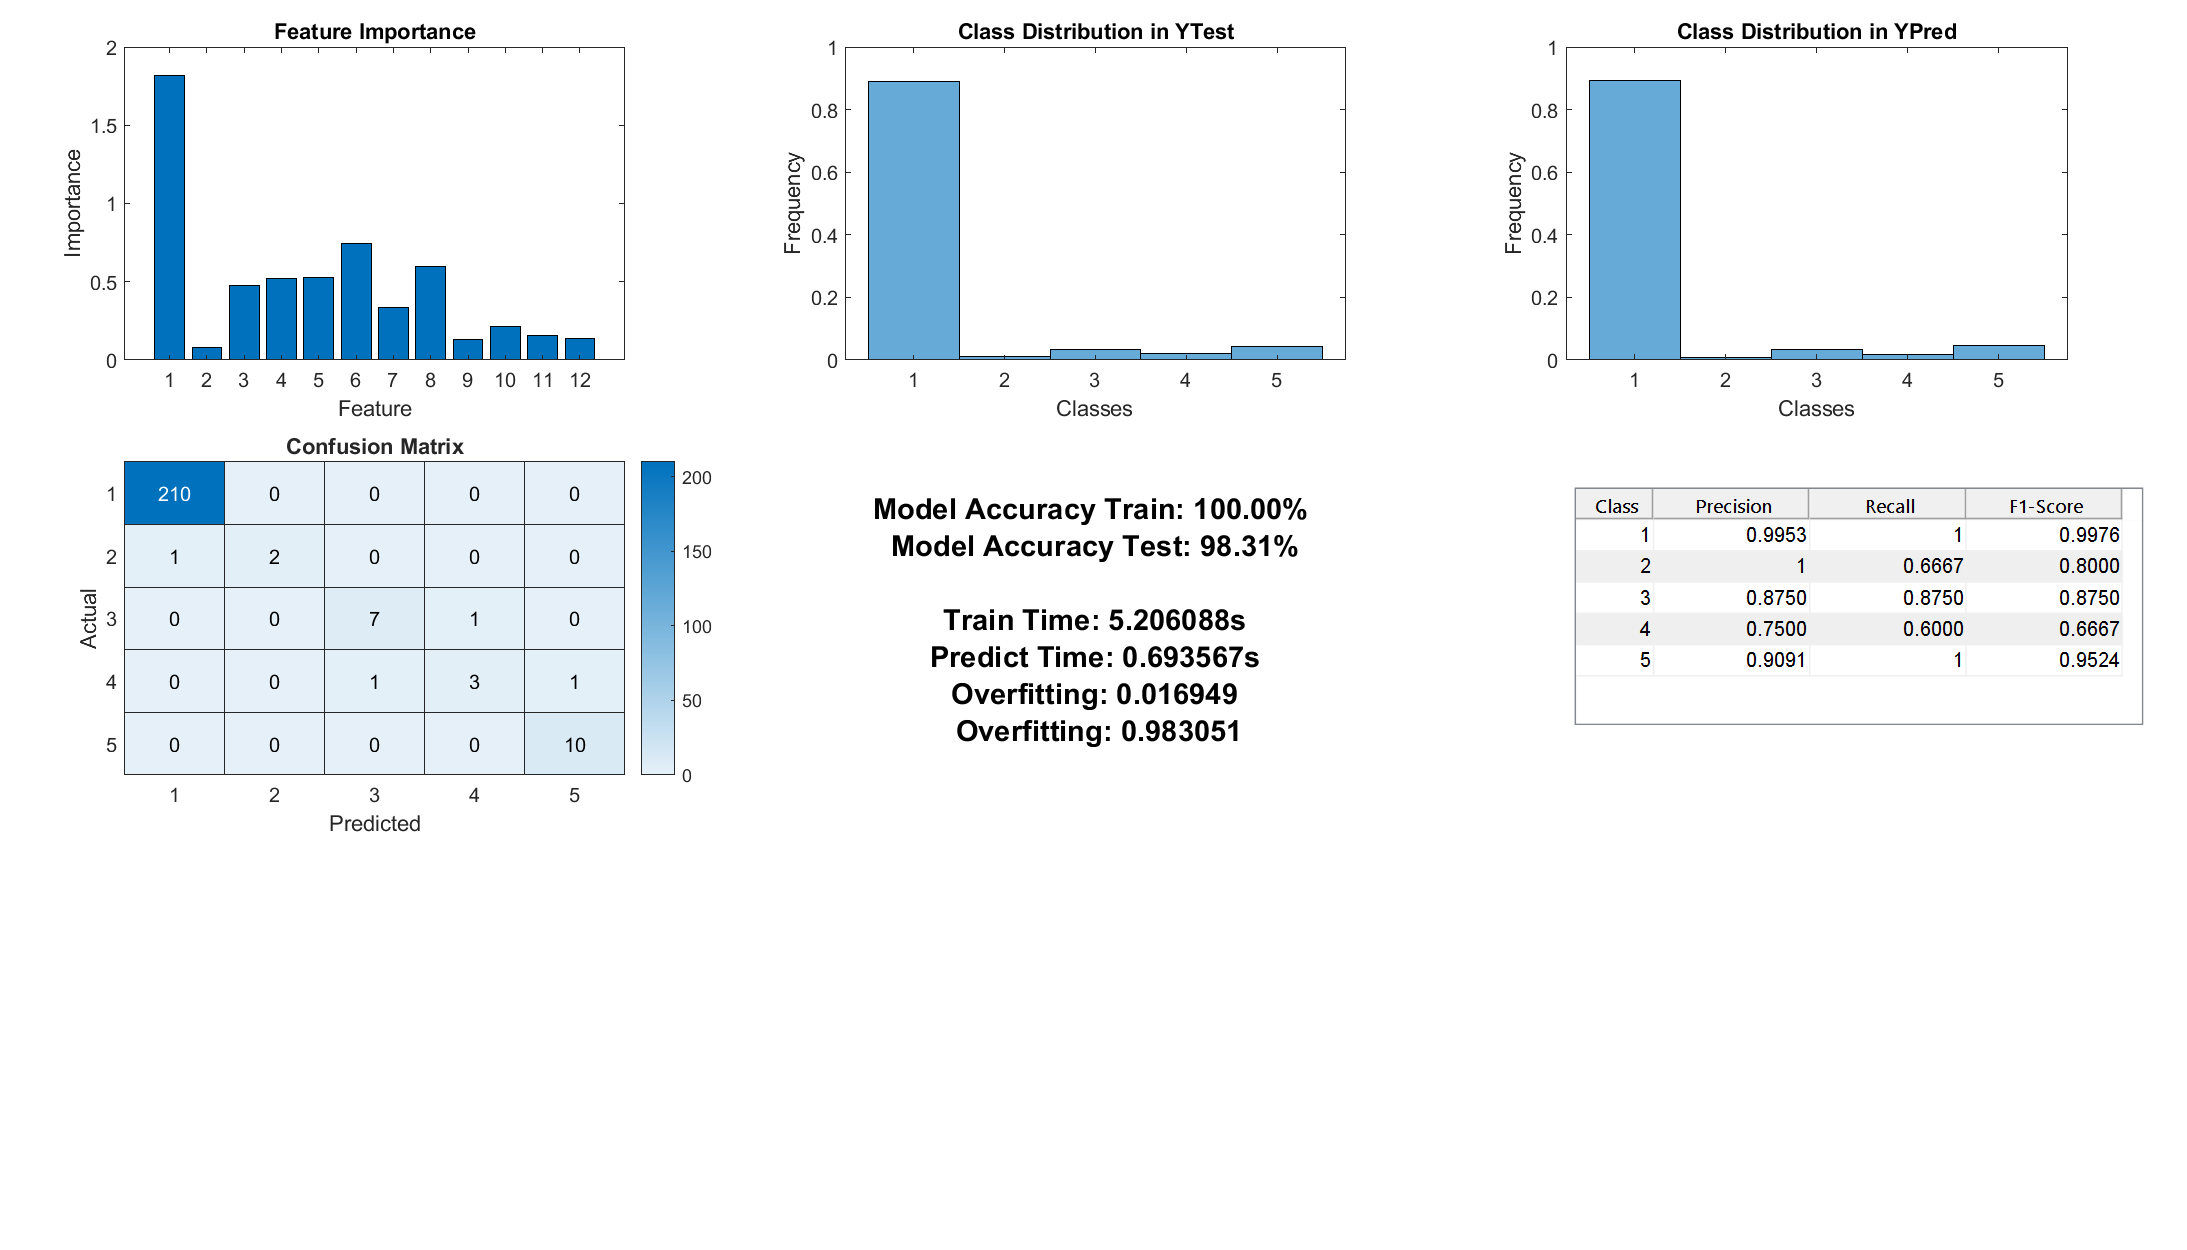 Feature Importance
2
1.5
1
0.5
0
Importance
1 2 3 4 5 6 7 8 9 10 11 12
Feature
Class Distribution in YTest
1
0.8
0.6
0.4
0.2
0
Frequency
1 2 3 4 5
Classes
Class Distribution in YPred
1
0.8
0.6
0.4
0.2
0
Frequency
1 2 3 4 5
Classes
Confusion Matrix
Actual
1 210 0 0 0 0
2 1 2 0 0 0
3 0 0 7 1 0
4 0 0 1 3 1
5 0 0 0 0 10
1 2 3 4 5
Predicted
200
150
100
50
0
Model Accuracy Train: 100.00%
Model Accuracy Test: 98.31%
Train Time: 5.206088s
Predict Time: 0.693567s
Overfitting: 0.016949
Overfitting: 0.983051
Class Precision Recall F1-Score
1 0.9953 1 0.9976
2 1 0.6667 0.8000
3 0.8750 0.8750 0.8750
4 0.7500 0.6000 0.6667
5 0.9091 1 0.9524